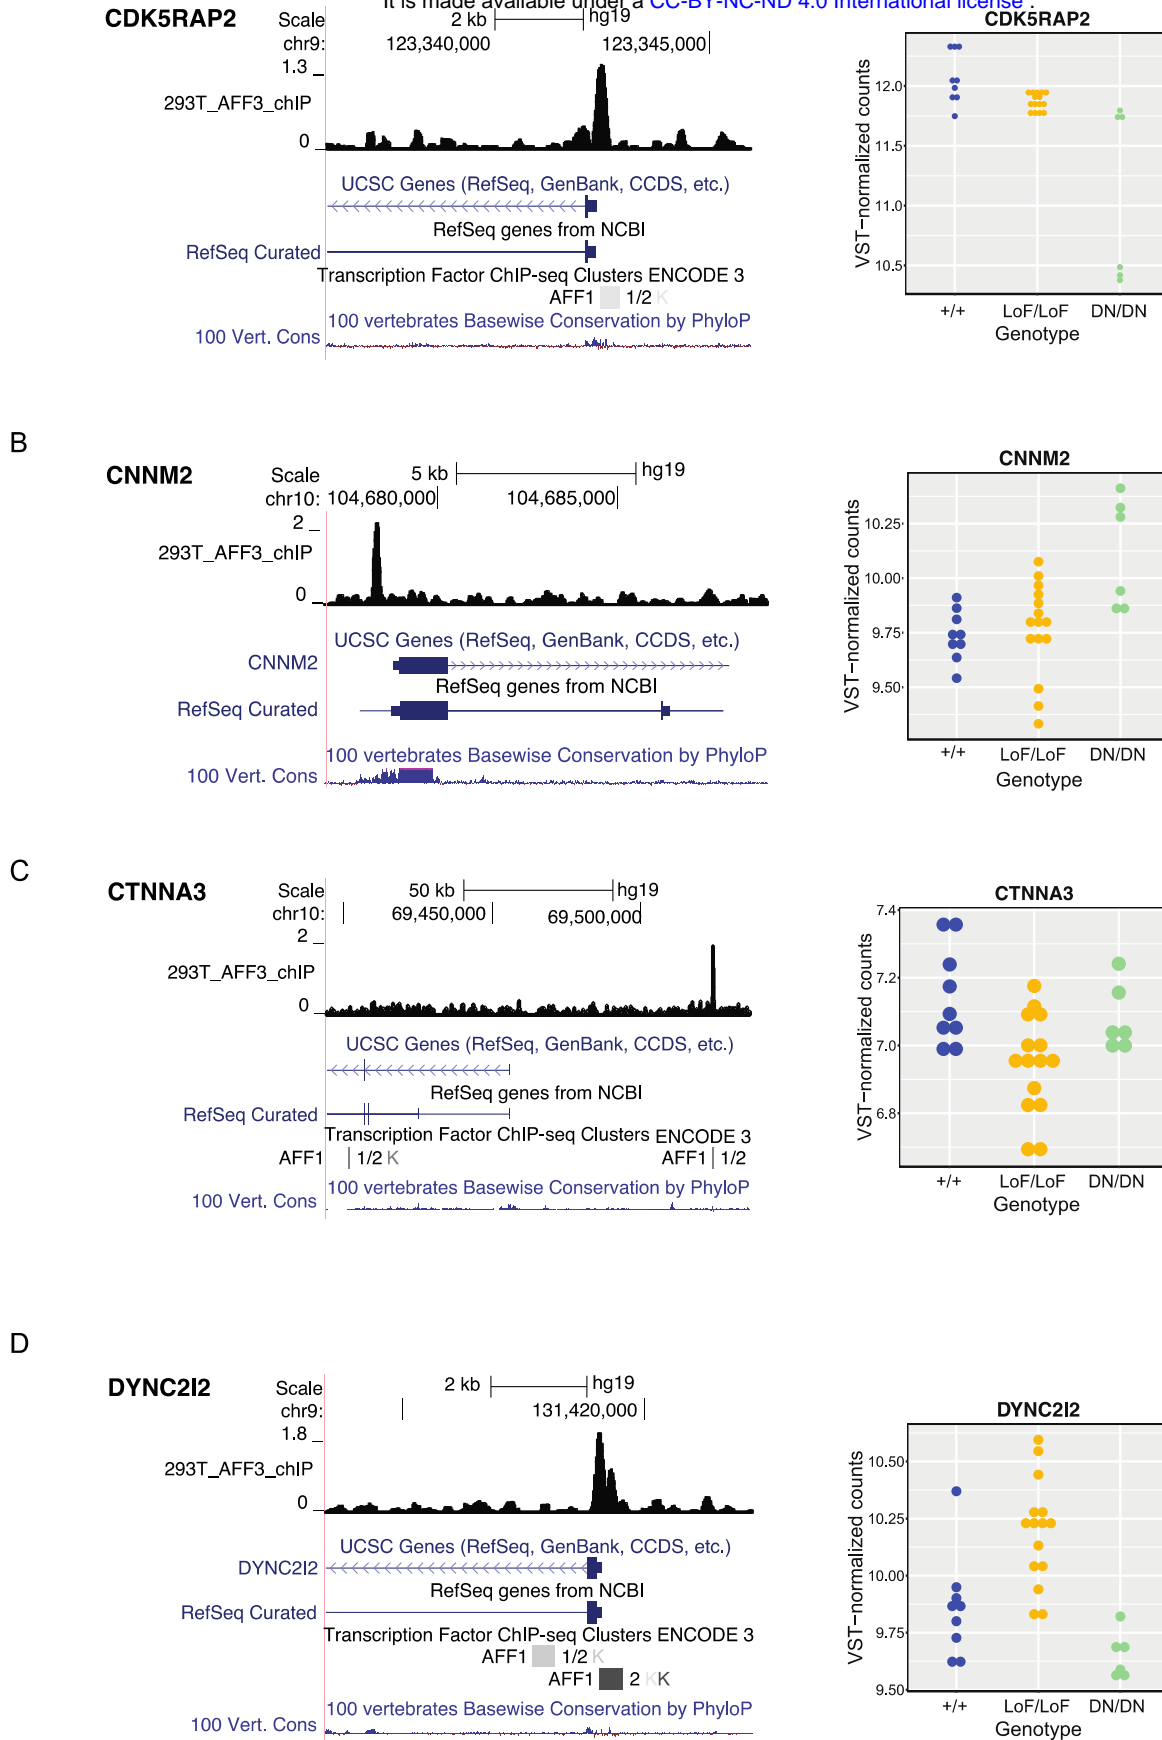 It is made available under a CC-BY-NC-ND 4.0 International license .
CDK5RAP2
Scale
2 kb
hg19
chr9:
123,340,000
123,345,000
1.3
293T_AFF3_chIP
0
UCSC Genes (RefSeq, GenBank, CCDS, etc.)
RefSeq genes from NCBI
RefSeq Curated
Transcription Factor ChIP-seq Clusters ENCODE 3
AFF1 1/2 K
100 vertebrates Basewise Conservation by PhyloP
100 Vert. Cons
CDK5RAP2
VST−normalized counts
12.0
11.5
11.0
10.5
+/+ LoF/LoF DN/DN
Genotype
B
CNNM2
Scale
5 kb
hg19
chr10:
104,680,000
104,685,000
2
293T_AFF3_chIP
0
UCSC Genes (RefSeq, GenBank, CCDS, etc.)
CNNM2
RefSeq genes from NCBI
RefSeq Curated
100 vertebrates Basewise Conservation by PhyloP
100 Vert. Cons
CNNM2
VST−normalized counts
10.25
10.00
9.75
9.50
+/+ LoF/LoF DN/DN
Genotype
C
CTNNA3
Scale
50 kb
hg19
chr10:
69,450,000
69,500,000
2
293T_AFF3_chIP
0
UCSC Genes (RefSeq, GenBank, CCDS, etc.)
RefSeq genes from NCBI
RefSeq Curated
Transcription Factor ChIP-seq Clusters ENCODE 3
AFF1 1/2 K
AFF1 1/2
100 vertebrates Basewise Conservation by PhyloP
100 Vert. Cons
CTNNA3
VST−normalized counts
7.4
7.2
7.0
6.8
+/+ LoF/LoF DN/DN
Genotype
D
DYNC2I2
Scale
2 kb
hg19
chr9:
131,420,000
1.8
293T_AFF3_chIP
0
UCSC Genes (RefSeq, GenBank, CCDS, etc.)
DYNC2I2
RefSeq genes from NCBI
RefSeq Curated
Transcription Factor ChIP-seq Clusters ENCODE 3
AFF1 1/2 K
AFF1 2 KK
100 vertebrates Basewise Conservation by PhyloP
100 Vert. Cons
DYNC2I2
VST−normalized counts
10.50
10.25
10.00
9.75
9.50
+/+ LoF/LoF DN/DN
Genotype